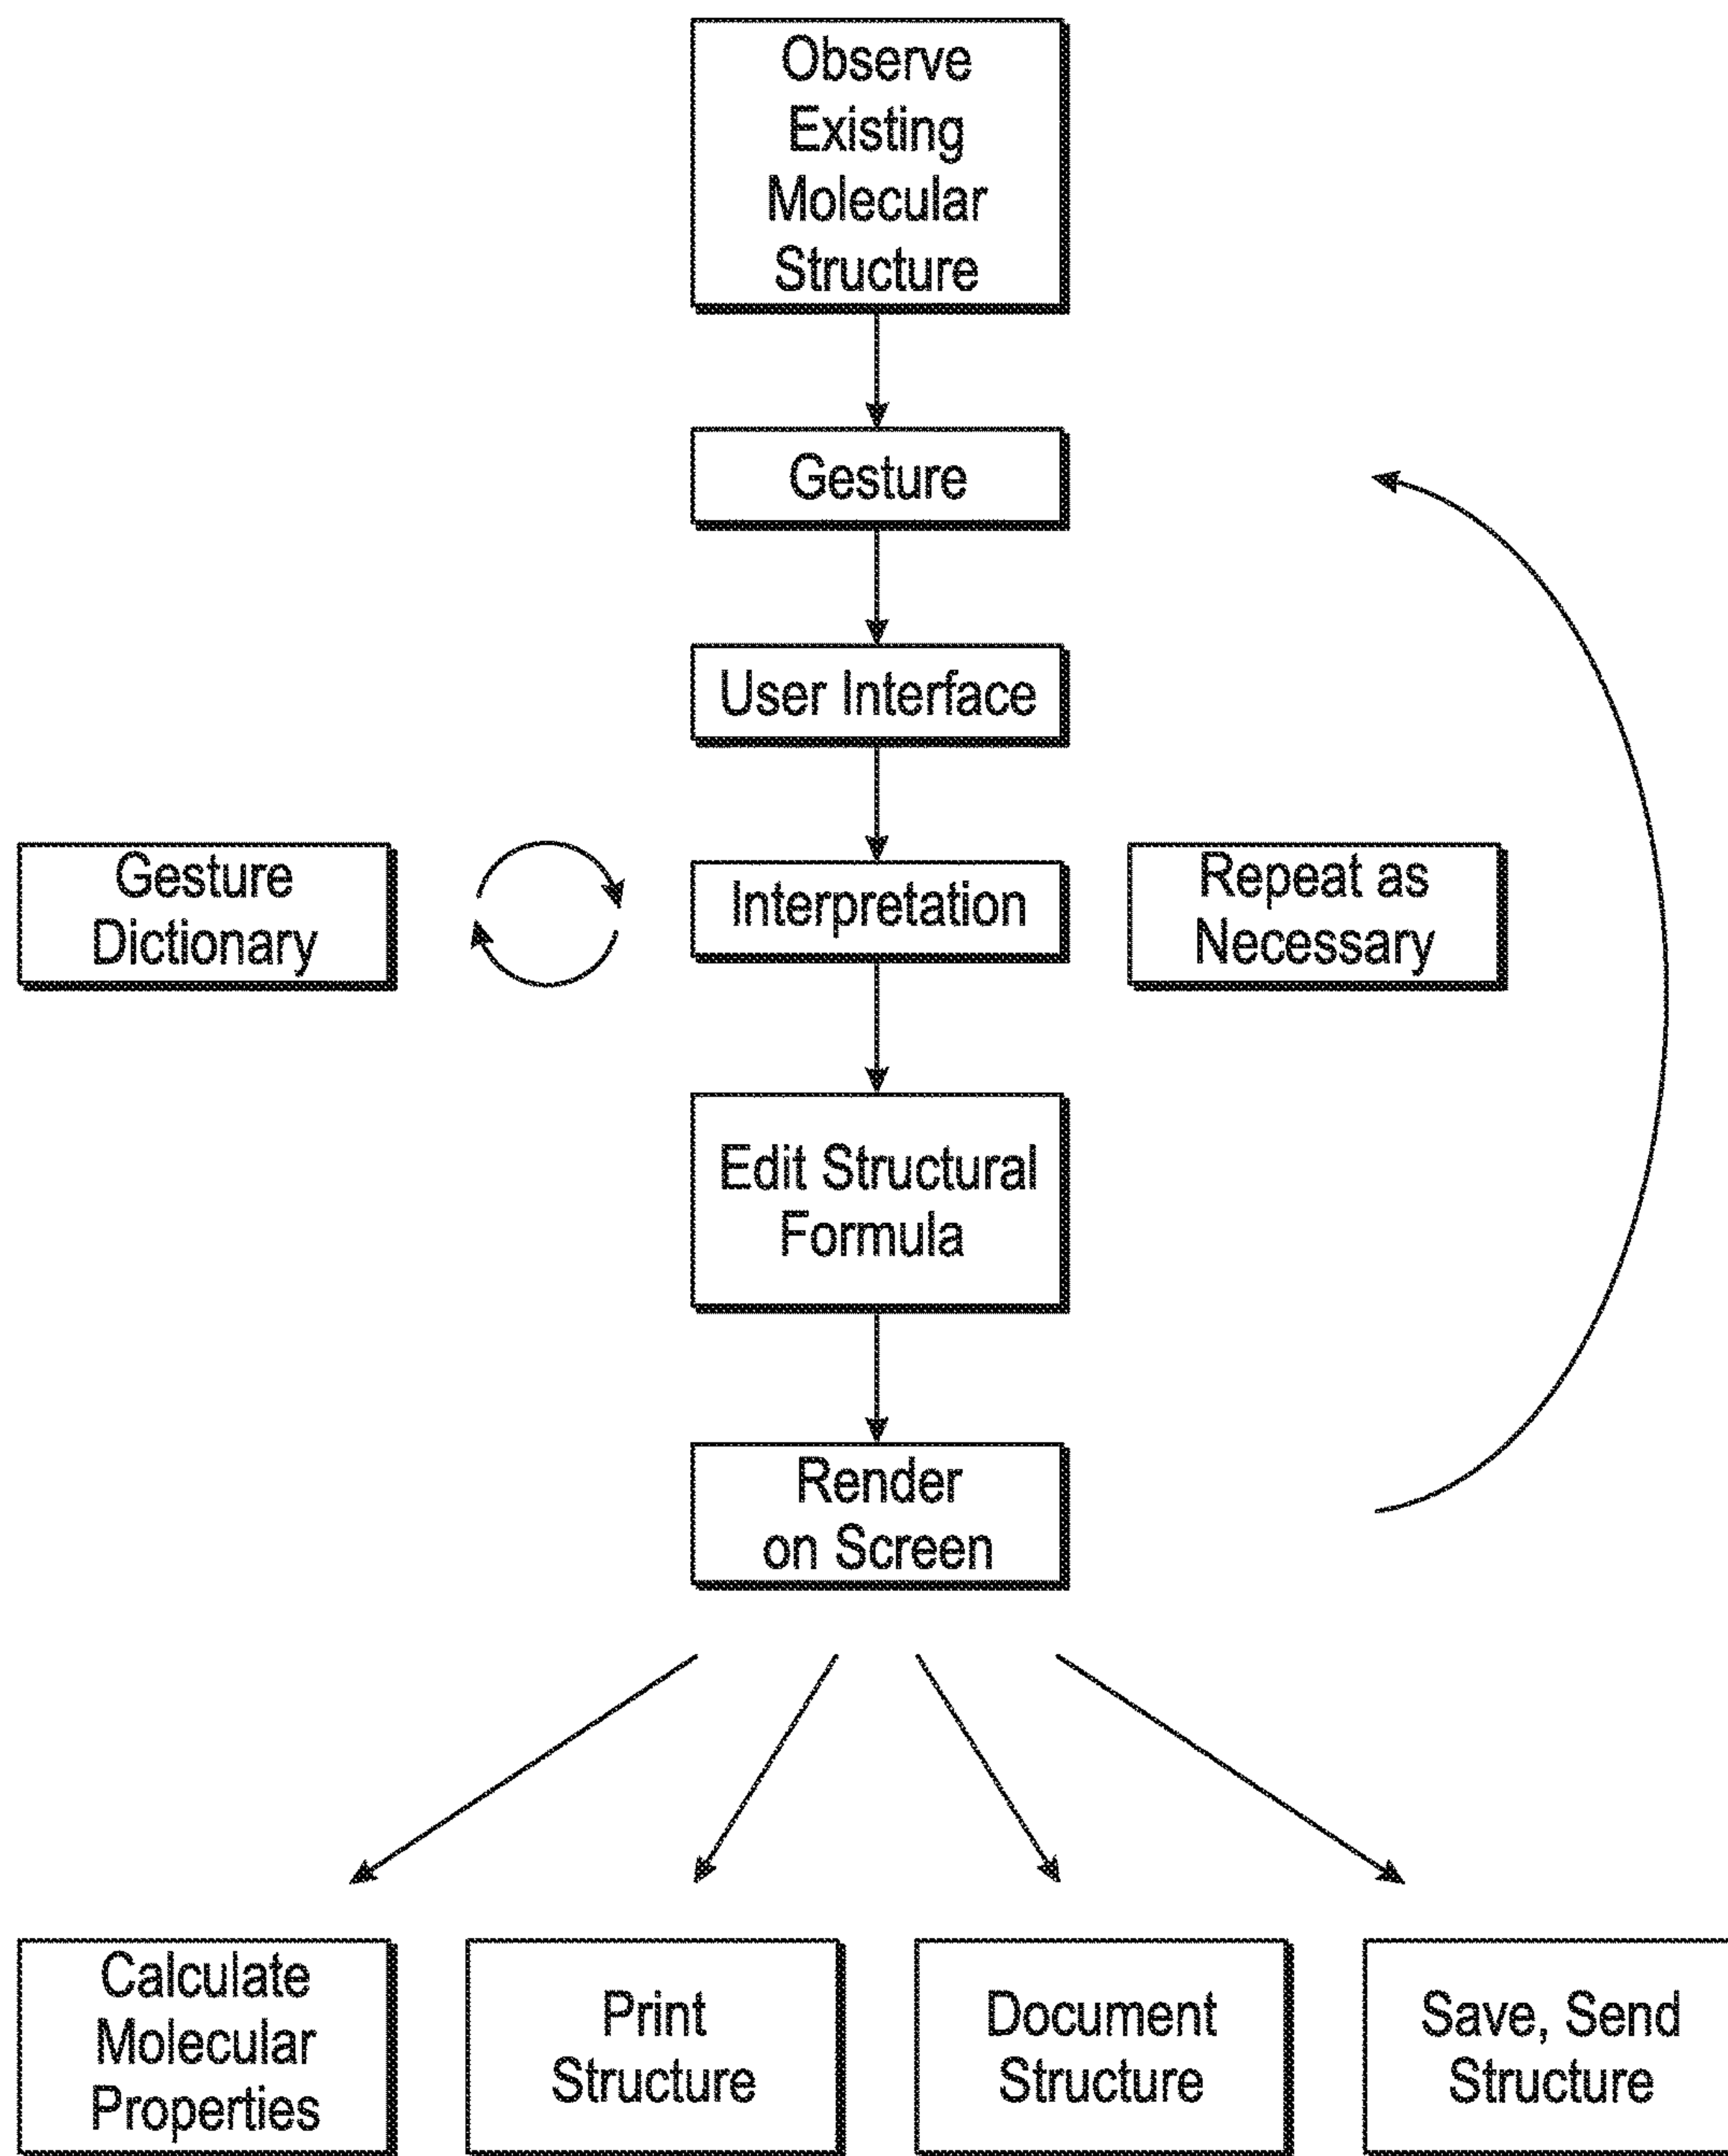 Observe
Existing
Molecular
Structure
Gesture
User Interface
Gesture
Dictionary
Interpretation
Repeat as
Necessary
Edit Structural
Formula
Render
on Screen
Calculate
Molecular
Properties
Print
Structure
Document
Structure
Save, Send
Structure